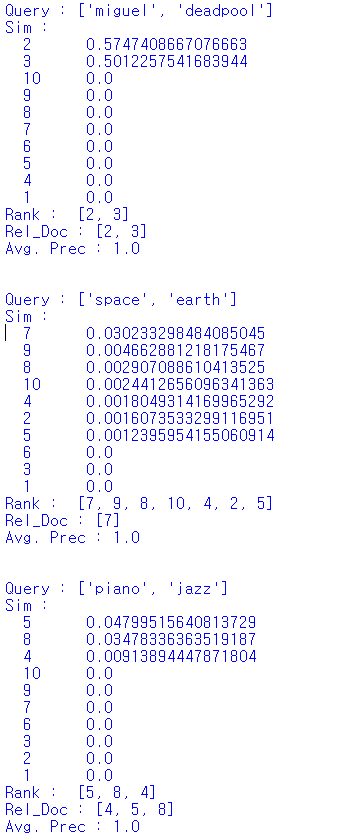 Query : ['miguel', 'deadpool']
Sim :
2 0.5747408667076663
3 0.5012257541683944
10 0.0
9 0.0
8 0.0
7 0.0
6 0.0
5 0.0
4 0.0
1 0.0
Rank : [2, 3]
Rel_Doc : [2, 3]
Avg. Prec : 1.0
Query : ['space', 'earth']
Sim :
7 0.030233298484085045
9 0.004662881218175467
8 0.002907088610413525
10 0.0024412656096341363
4 0.0018049314169965292
2 0.0016073533299116951
5 0.0012395954155060914
6 0.0
3 0.0
1 0.0
Rank : [7, 9, 8, 10, 4, 2, 5]
Rel_Doc : [7]
Avg. Prec : 1.0
Query : ['piano', 'jazz']
Sim :
5 0.04799515640813729
8 0.03478336363519187
4 0.00913894447871804
10 0.0
9 0.0
7 0.0
6 0.0
3 0.0
2 0.0
1 0.0
Rank : [5, 8, 4]
Rel_Doc : [4, 5, 8]
Avg. Prec : 1.0